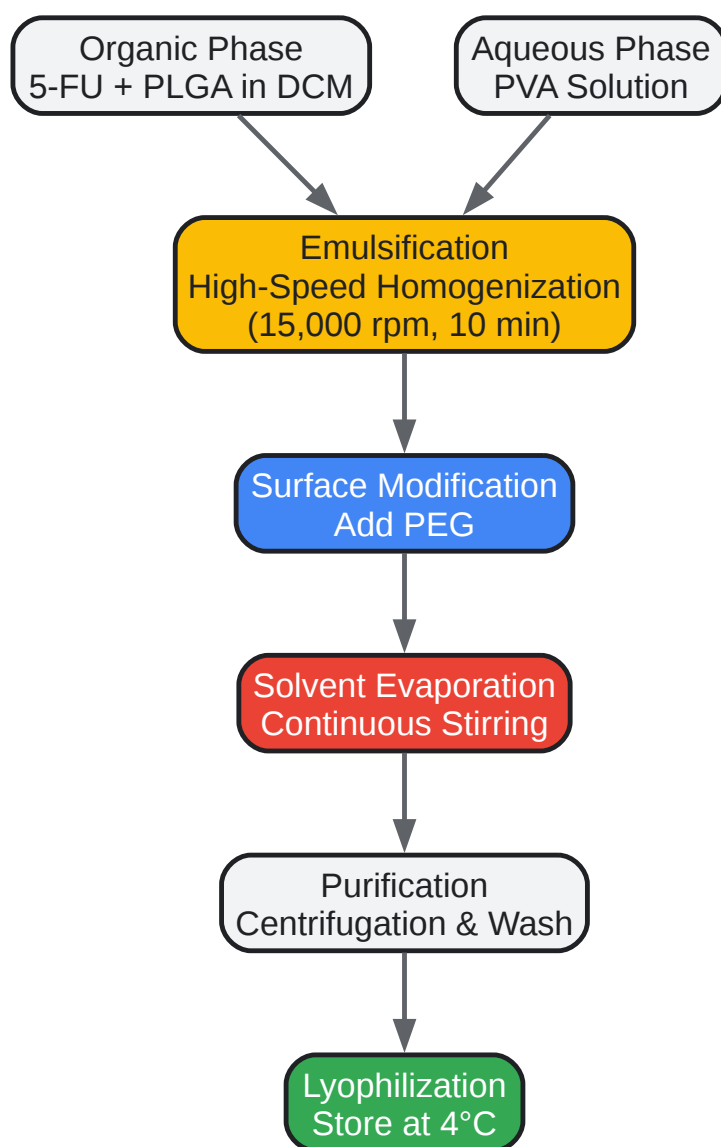 Organic Phase
5-FU + PLGA in DCM
Aqueous Phase
PVA Solution
Emulsification
High-Speed Homogenization
(15,000 rpm, 10 min)
Surface Modification
Add PEG
Solvent Evaporation
Continuous Stirring
Purification
Centrifugation & Wash
Lyophilization
Store at 4°C